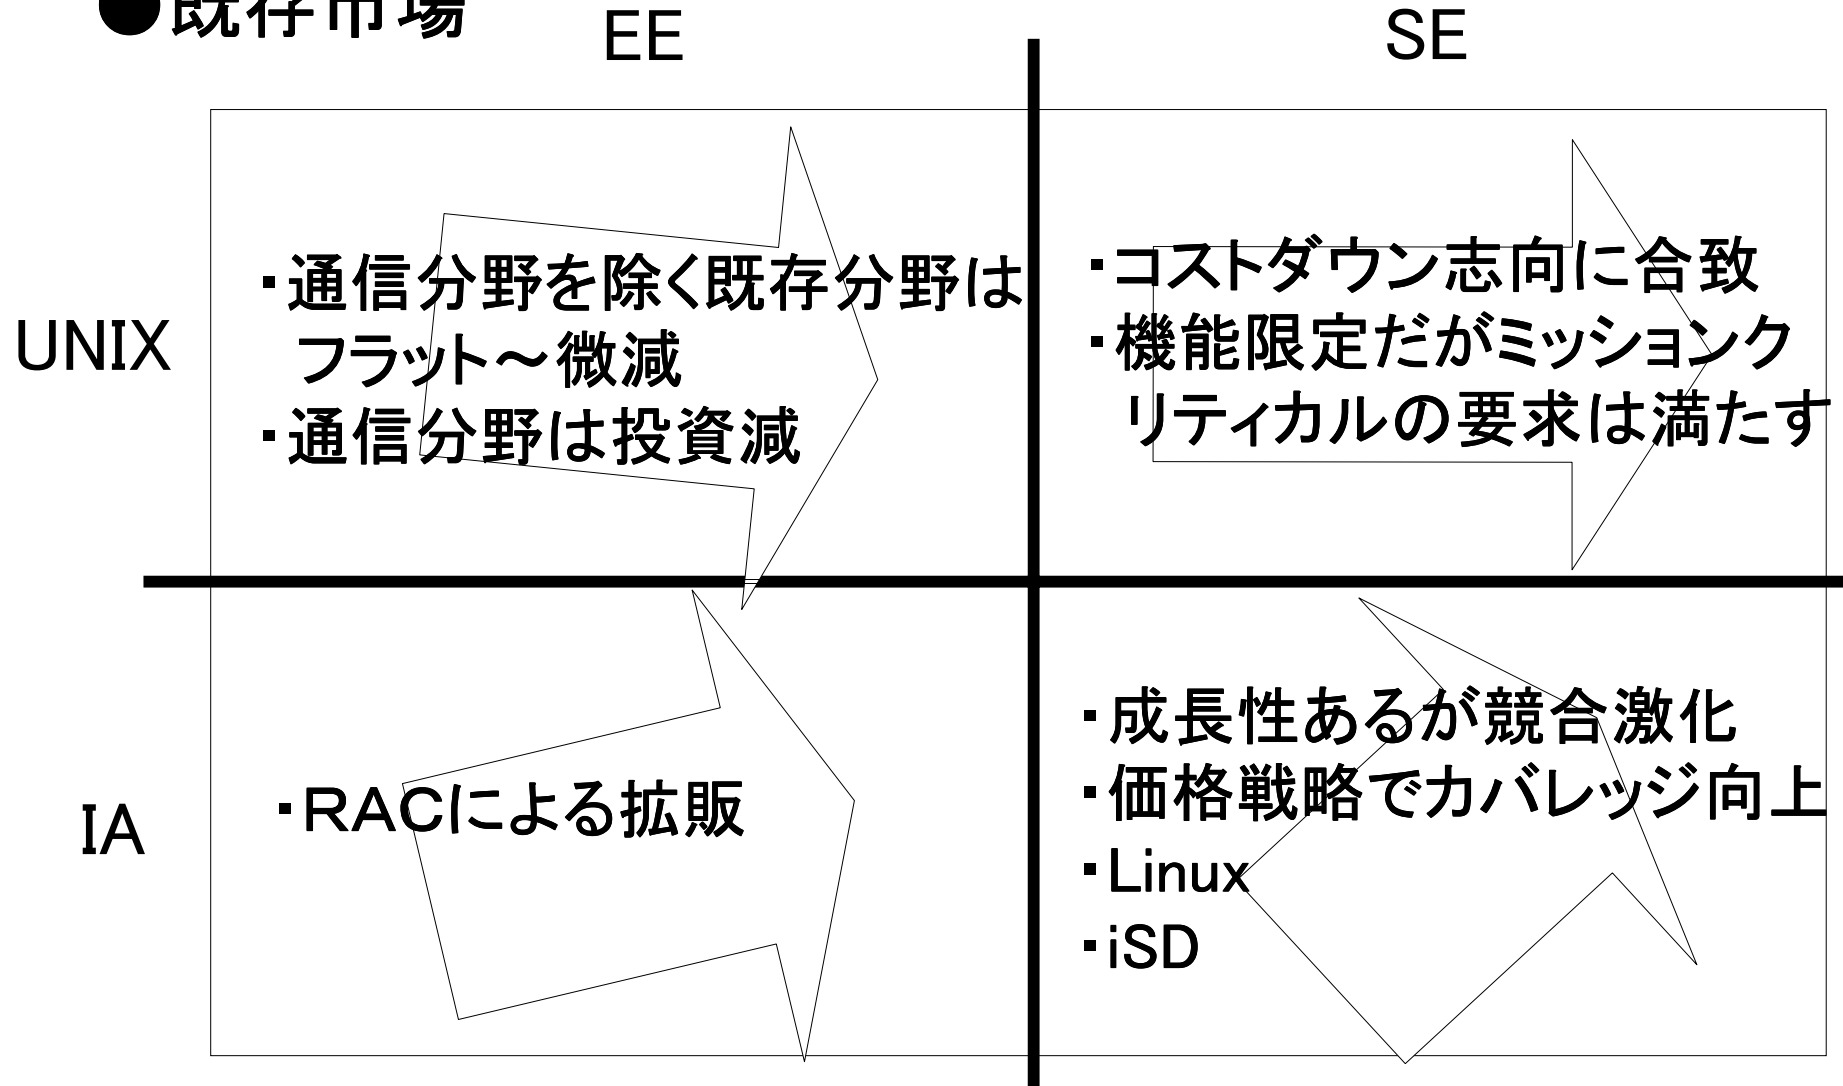 ●既存市場
EE
SE
UNIX
・通信分野を除く既存分野は
フラット～微減
・通信分野は投資減
・コストダウン志向に合致
・機能限定だがミッションク
リティカルの要求は満たす
IA
・RACによる拡販
・成長性あるが競合激化
・価格戦略でカバレッジ向上
・Linux
・iSD